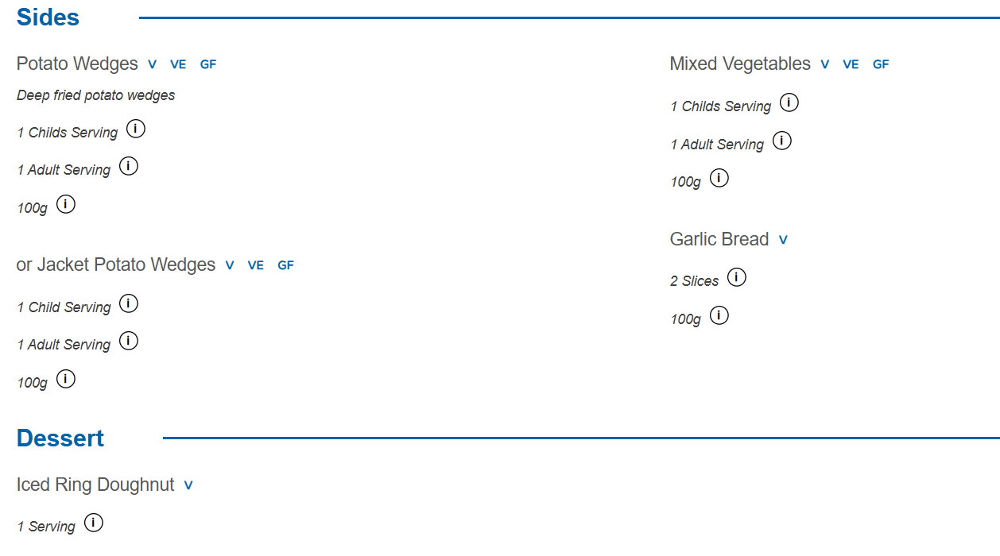 Sides
Potato Wedges V VE GF
Deep fried potato wedges
1 Childs Serving i
1 Adult Serving i
100g i
or Jacket Potato Wedges V VE GF
1 Child Serving i
1 Adult Serving i
100g i
Mixed Vegetables V VE GF
1 Childs Serving i
1 Adult Serving i
100g i
Garlic Bread V
2 Slices i
100g i
Dessert
Iced Ring Doughnut V
1 Serving i